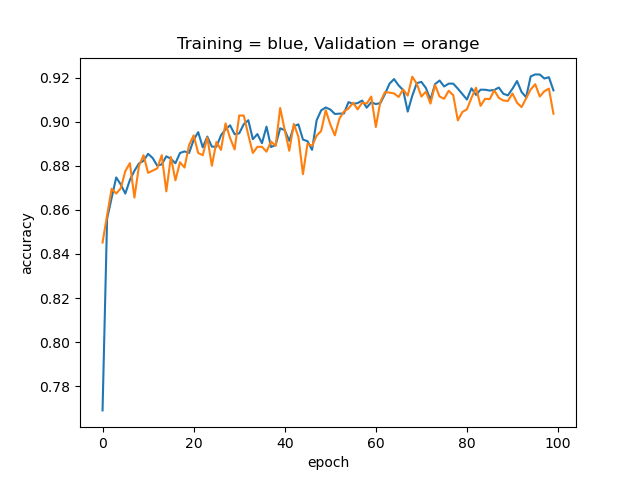 Training = blue, Validation = orange
0.92
0.90
0.88
0.86
0.84
0.82
0.80
0.78
accuracy
0 20 40 60 80 100
epoch